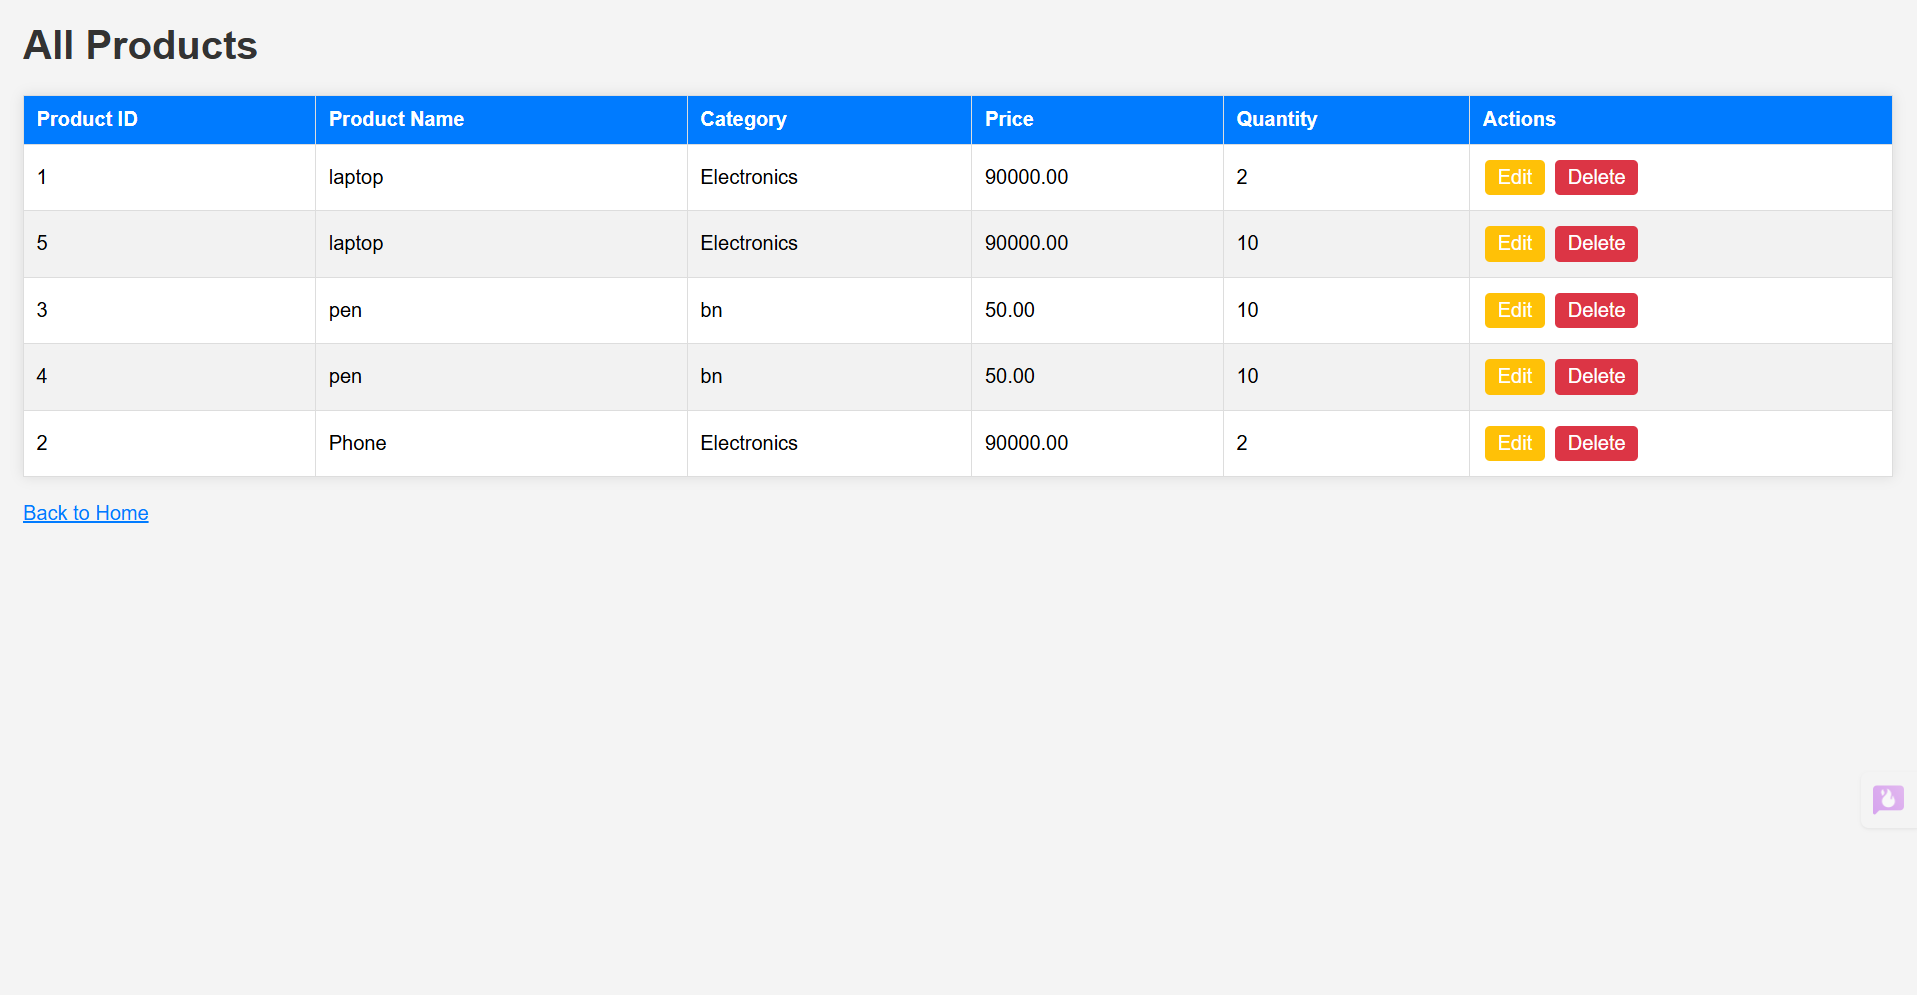 All Products
Product ID Product Name Category Price Quantity Actions
1 laptop Electronics 90000.00 2 Edit Delete
5 laptop Electronics 90000.00 10 Edit Delete
3 pen bn 50.00 10 Edit Delete
4 pen bn 50.00 10 Edit Delete
2 Phone Electronics 90000.00 2 Edit Delete
Back to Home